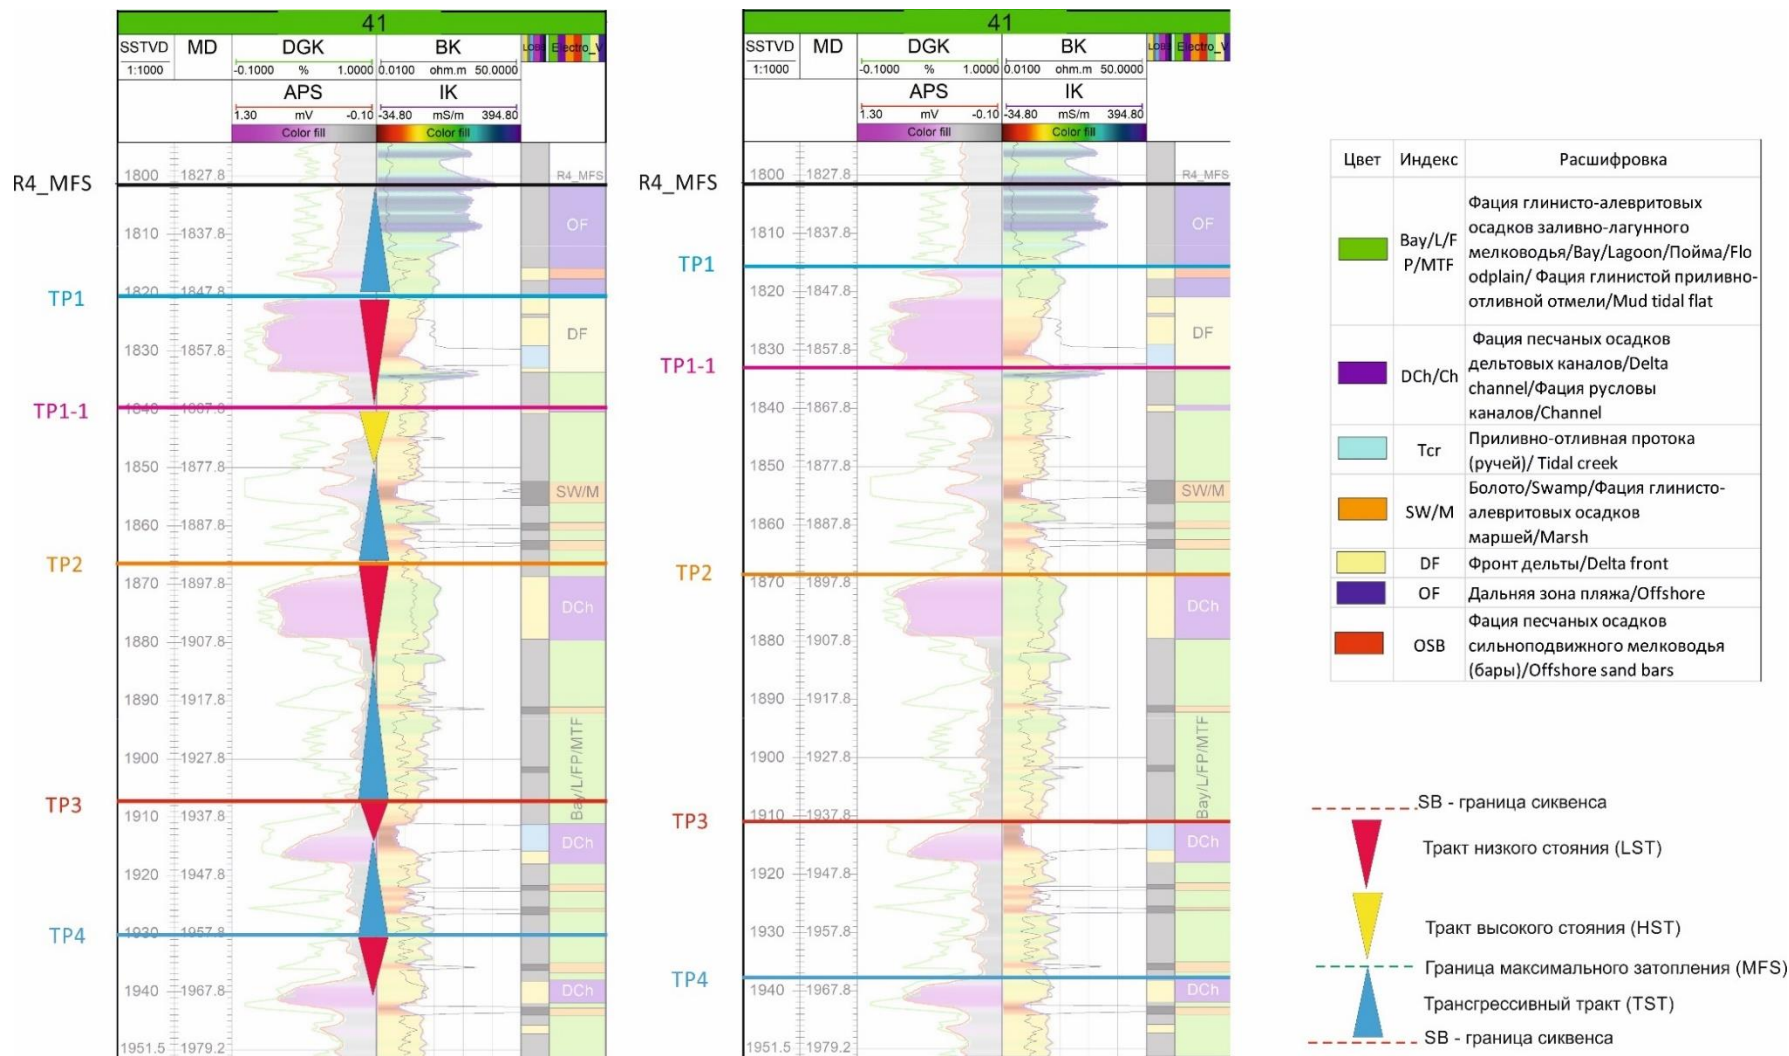 41
SSTVD MD DGK BK Electro_V
1:1000 -0.1000 % 1.0000 0.0100 ohm.m 50.0000
APS IK
1.30 mV -0.10 -34.80 mS/m 394.80
Color fill Color fill
1800 1827.8 R4_MFS
R4_MFS
OF
1810 1837.8
1820 1847.8
TP1
1830 1857.8 DF
1840 1867.8
TP1-1
1850 1877.8
SW/M
1860 1887.8
TP2
1870 1897.8
DCh
1880 1907.8
1890 1917.8
Bay/L/FP/MTF
1900 1927.8
TP3
1910 1937.8
DCh
1920 1947.8
TP4
1930 1957.8
1940 1967.8 DCh
1951.5 1979.2
41
SSTVD MD DGK BK Electro_V
1:1000 -0.1000 % 1.0000 0.0100 ohm.m 50.0000
APS IK
1.30 mV -0.10 -34.80 mS/m 394.80
Color fill Color fill
1800 1827.8 R4_MFS
R4_MFS
OF
1810 1837.8
TP1
1820 1847.8
DF
1830 1857.8
TP1-1
1840 1867.8
1850 1877.8
SW/M
1860 1887.8
TP2
1870 1897.8
DCh
1880 1907.8
1890 1917.8
Bay/L/FP/MTF
1900 1927.8
1910 1937.8
TP3
DCh
1920 1947.8
1930 1957.8
TP4
1940 1967.8 DCh
1951.5 1979.2
Цвет Индекс Расшифровка
Фация глинисто-алевритовых
осадков заливно-лагунного
Bay/L/F мелководья/Bay/Lagoon/Пойма/Flo
P/MTF odplain/ Фация глинистой приливно-
отливной отмели/Mud tidal flat
Фация песчаных осадков
дельтовых каналов/Delta
DCh/Ch channel/Фация русловы
каналов/Channel
Tcr Приливно-отливная протока
(ручей)/ Tidal creek
Болото/Swamp/Фация глинисто-
SW/M алевритовых осадков
маршей/Marsh
DF Фронт дельты/Delta front
OF Дальняя зона пляжа/Offshore
Фация песчаных осадков
OSB сильноподвижного мелководья
(бары)/Offshore sand bars
SB - граница сиквенса
Тракт низкого стояния (LST)
Тракт высокого стояния (HST)
Граница максимального затопления (MFS)
Трансгрессивный тракт (TST)
SB - граница сиквенса